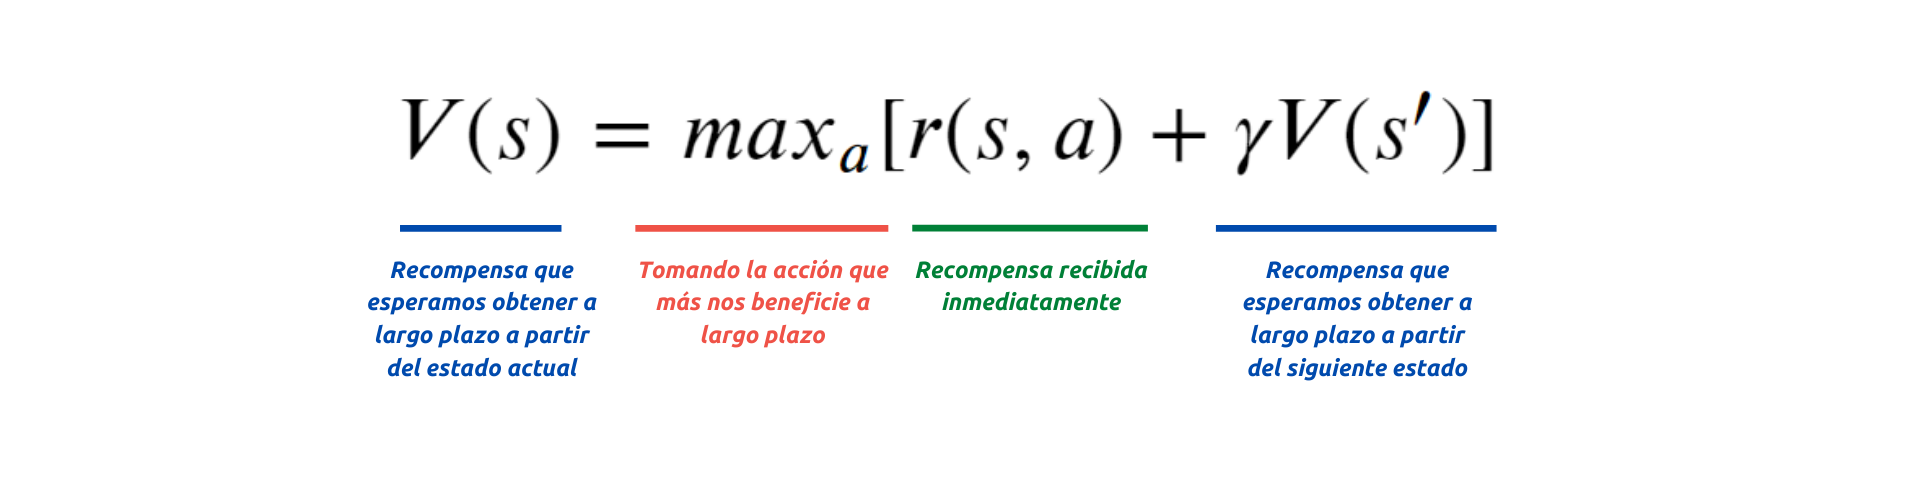 V(s) = max_a[r(s, a) + γV(s′)]
Recompensa que
esperamos obtener a
largo plazo a partir
del estado actual
Tomando la acción que
más nos beneficie a
largo plazo
Recompensa recibida
inmediatamente
Recompensa que
esperamos obtener a
largo plazo a partir
del siguiente estado